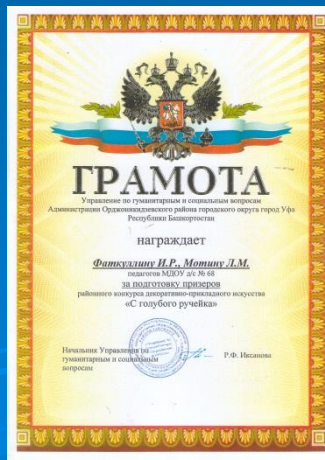 ГРАМОТА
Управление по гуманитарным и социальным вопросам
Администрации Орджоникидзевского района городского округа город Уфа
Республики Башкортостан
награждает
Фаткуллину И.Р., Мотину Л.М.
педагогов МДОУ д/с № 68
за подготовку призеров
районного конкурса декоративно-прикладного искусства
«С голубого ручейка»
Начальник Управления по
гуманитарным и социальным
вопросам
Р.Ф. Иксанова